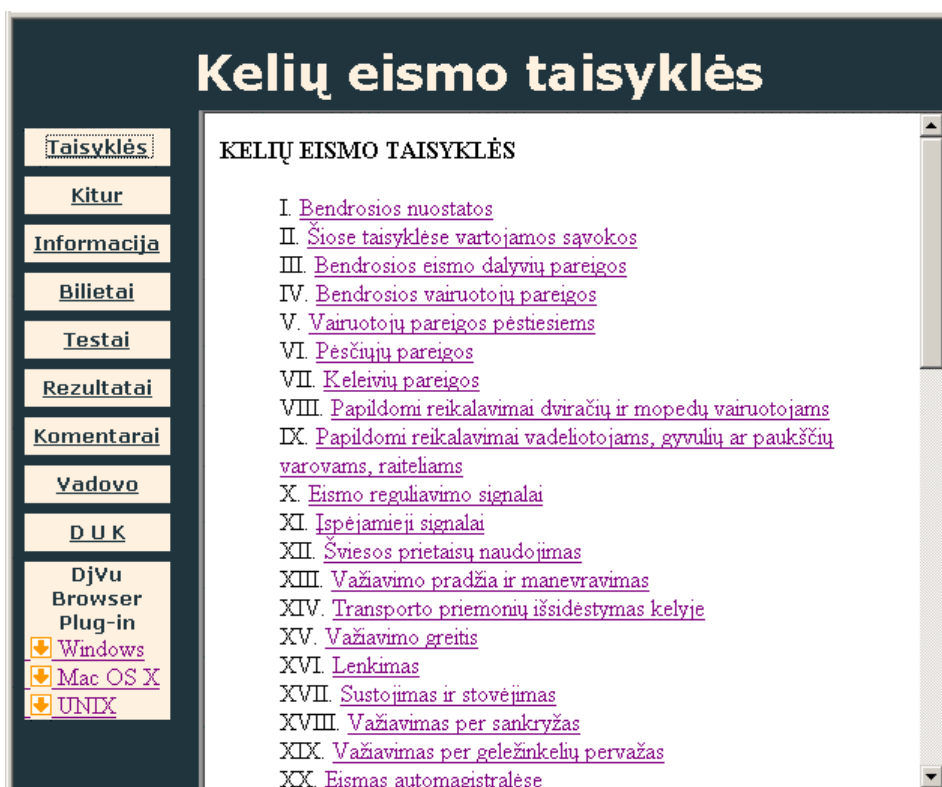 Kelių eismo taisyklės
Taisyklės
Kitur
Informacija
Bilietai
Testai
Rezultatai
Komentarai
Vadovo
D U K
DjVu
Browser
Plug-in
Windows
Mac OS X
UNIX
KELIŲ EISMO TAISYKLĖS
I. Bendrosios nuostatos
II. Šiose taisyklėse vartojamos sąvokos
III. Bendrosios eismo dalyvių pareigos
IV. Bendrosios vairuotojų pareigos
V. Vairuotojų pareigos pėstiesiems
VI. Pėsčiųjų pareigos
VII. Keleivių pareigos
VIII. Papildomi reikalavimai dviračių ir mopedų vairuotojams
IX. Papildomi reikalavimai vadeliotojams, gyvulių ar paukščių
varovams, raiteliams
X. Eismo reguliavimo signalai
XI. Įspėjamieji signalai
XII. Šviesos prietaisų naudojimas
XIII. Važiavimo pradžia ir manevravimas
XIV. Transporto priemonių išsidėstymas kelyje
XV. Važiavimo greitis
XVI. Lenkimas
XVII. Sustojimas ir stovėjimas
XVIII. Važiavimas per sankryžas
XIX. Važiavimas per geležinkelių pervažas
XX. Eismas automagistralėse